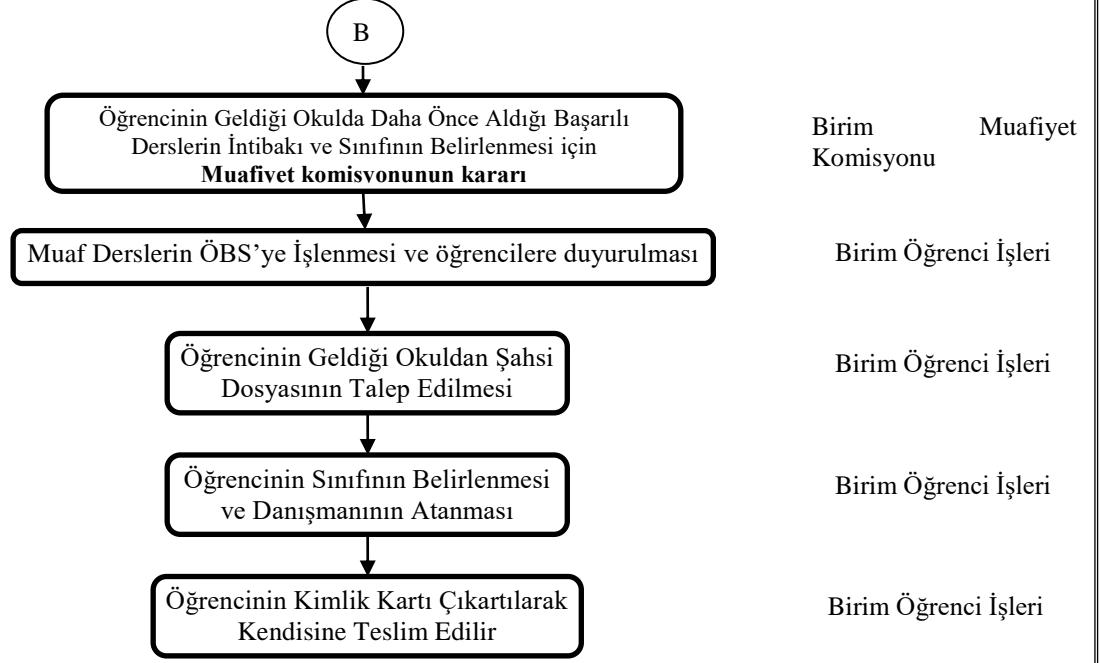 B
Öğrencinin Geldiği Okulda Daha Önce Aldığı Başarılı
Derslerin İntibakı ve Sınıfının Belirlenmesi için
Muafiyet komisyonunun kararı
Birim Muafiyet
Komisyonu
Muaf Derslerin ÖBS’ye İşlenmesi ve öğrencilere duyurulması
Birim Öğrenci İşleri
Öğrencinin Geldiği Okuldan Şahsi
Dosyasının Talep Edilmesi
Birim Öğrenci İşleri
Öğrencinin Sınıfının Belirlenmesi
ve Danışmanının Atanması
Birim Öğrenci İşleri
Öğrencinin Kimlik Kartı Çıkartılarak
Kendisine Teslim Edilir
Birim Öğrenci İşleri